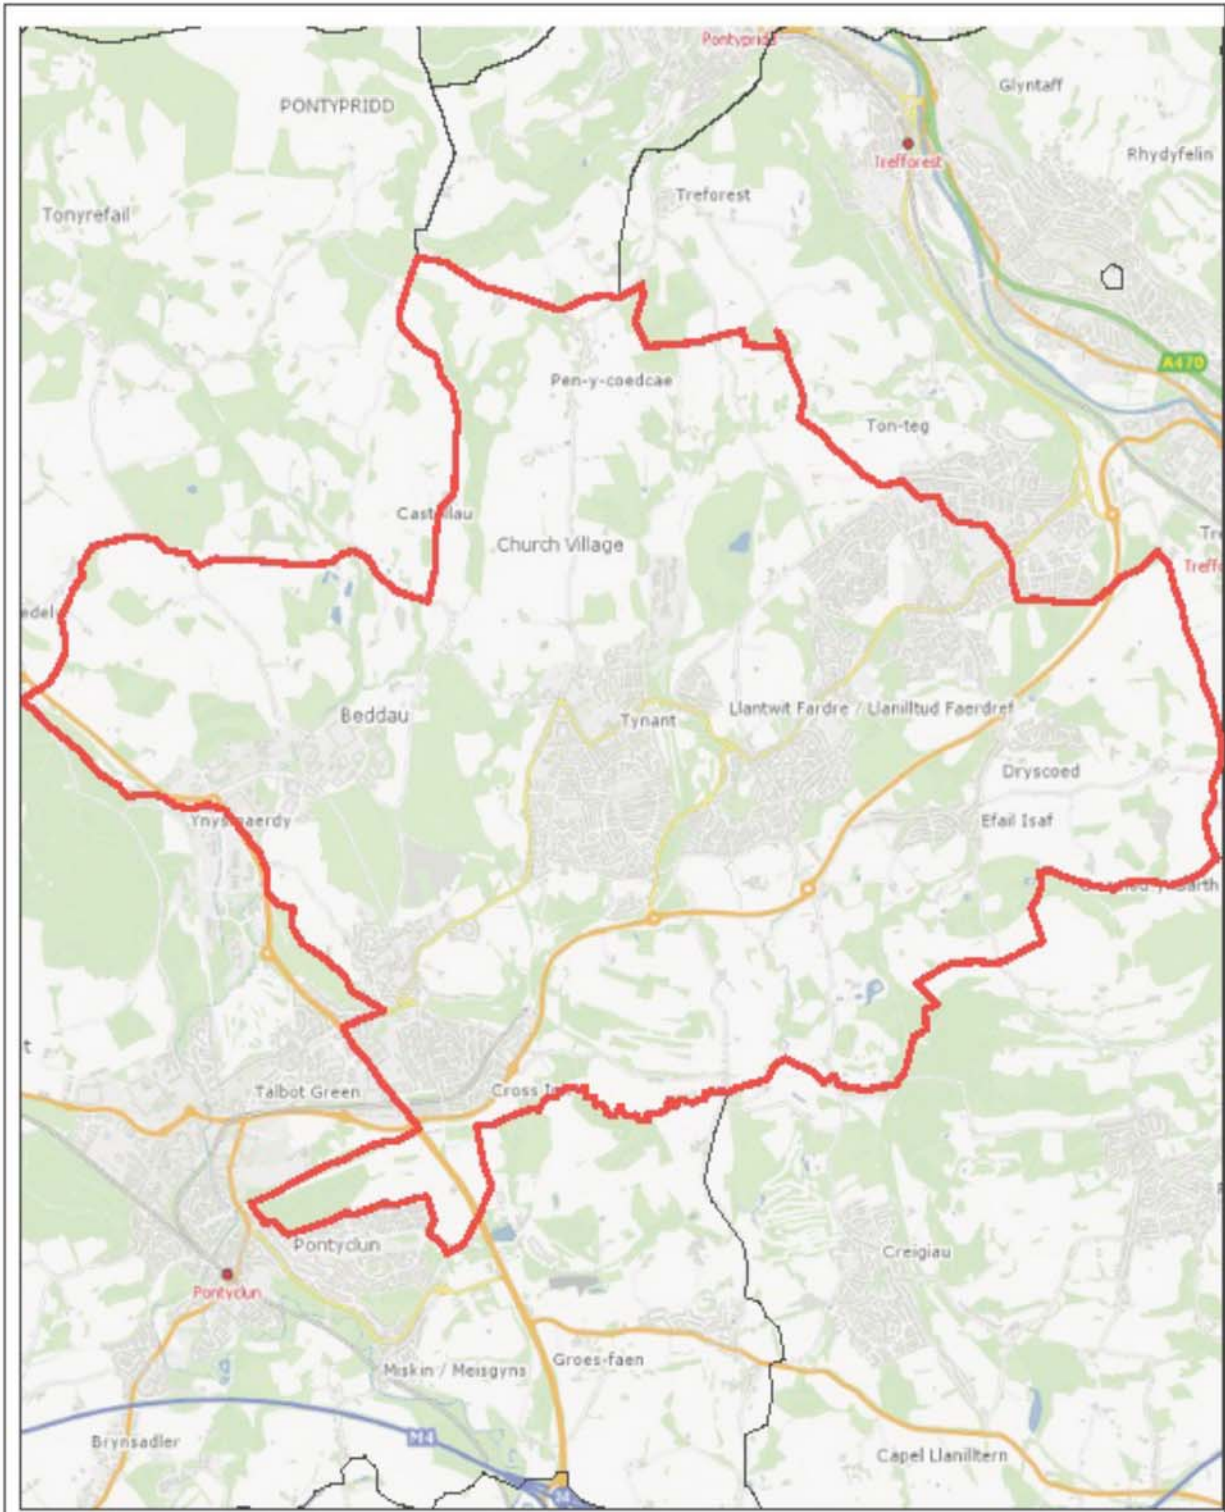 Pontypridd
Glyntaff
PONTYPRIDD
Trefforest
Rhydyfelin
Treforest
Tonyrefail
A470
Pen-y-coedcae
Ton-teg
Church Village
Beddau
Tynant
Llantwit Fardre / Llanilltud Faerdref
Dryscoed
Efail Isaf
Talbot Green
Pontyclun
Creigiau
Pontyclun
Groes-faen
Miskin / Meisgyns
M4
Brynsadler
Capel Llanilltern